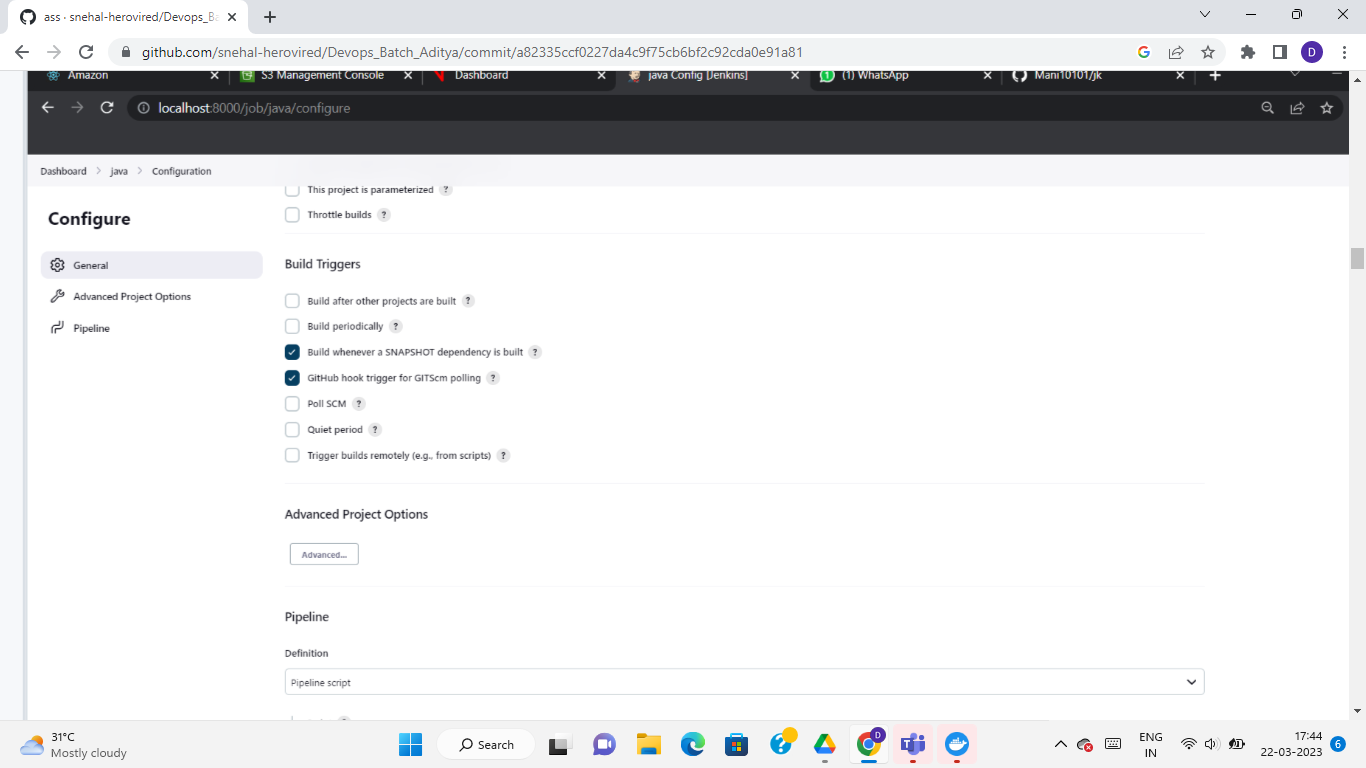 ass · snehal-herovired/Devops_Ba
github.com/snehal-herovired/Devops_Batch_Aditya/commit/a82335ccf0227da4c9f75cb6bf2c92cda0e91a81
D
Amazon
S3 Management Console
Dashboard
java Config [Jenkins]
(1) WhatsApp
Mani10101/jk
localhost:8000/job/java/configure
Dashboard > java > Configuration
This project is parameterized ?
Configure
Throttle builds ?
General
Build Triggers
Advanced Project Options
Build after other projects are built ?
Pipeline
Build periodically ?
Build whenever a SNAPSHOT dependency is built ?
GitHub hook trigger for GITScm polling ?
Poll SCM ?
Quiet period ?
Trigger builds remotely (e.g., from scripts) ?
Advanced Project Options
Advanced...
Pipeline
Definition
Pipeline script
31°C
Mostly cloudy
Search
D
ENG
IN
17:44
22-03-2023
6